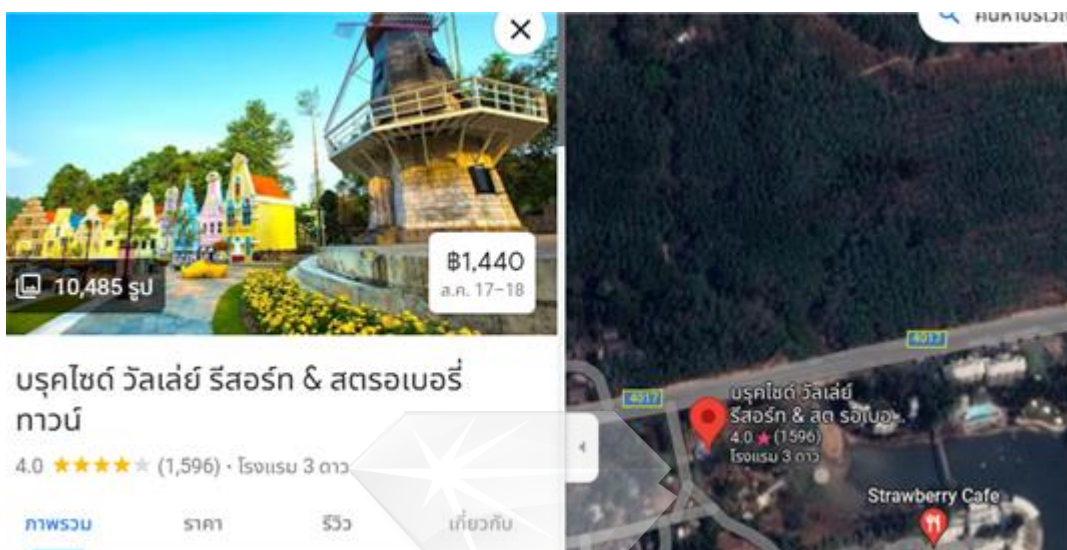 ฿1,440
ส.ค. 17–18
10,485 รูป
บรุคไซด์ วัลเล่ย์ รีสอร์ท & สตรอเบอรี่
ทาวน์
4.0 (1,596) · โรงแรม 3 ดาว
ภาพรวม
ราคา
รีวิว
เกี่ยวกับ
4017
4017
บรุคไซด์ วัลเล่ย์
รีสอร์ท & สต รอเบอ...
4.0 ★ (1596)
โรงแรม 3 ดาว
Strawberry Cafe